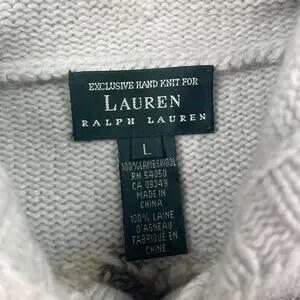 EXCLUSIVE HAND KNIT FOR
LAUREN
RALPH LAUREN
L
100%LAMBSWOOL
RN 54050
CA 08349
MADE IN
CHINA
100% LAINE
D'AGNEAU
FABRIQUE EN
CHINE